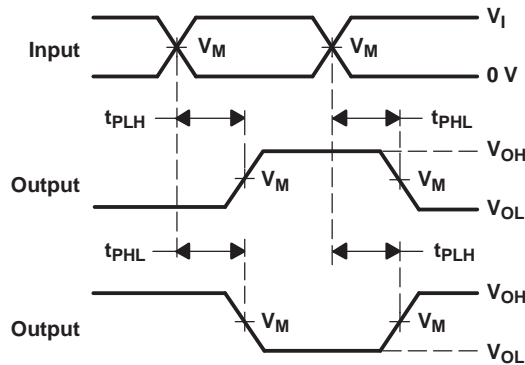 V_I
Input V_M V_M
0 V
t_PLH t_PHL
V_OH
Output V_M V_M
V_OL
t_PHL t_PLH
V_OH
Output V_M V_M
V_OL